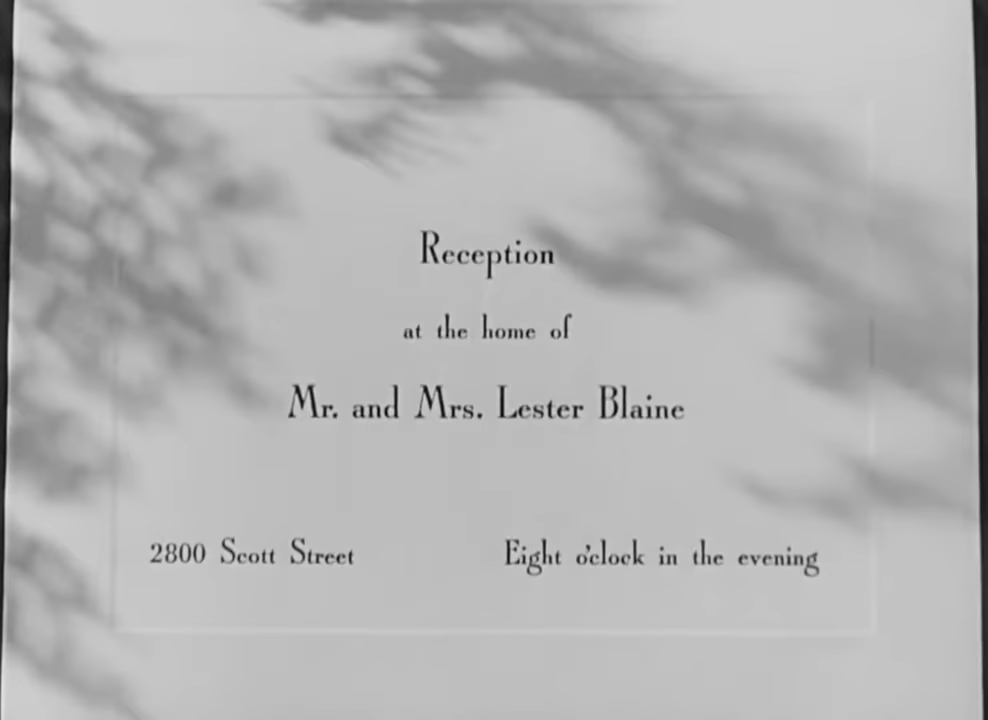 Reception
at the home of
Mr. and Mrs. Lester Blaine
2800 Scott Street Eight o'clock in the evening